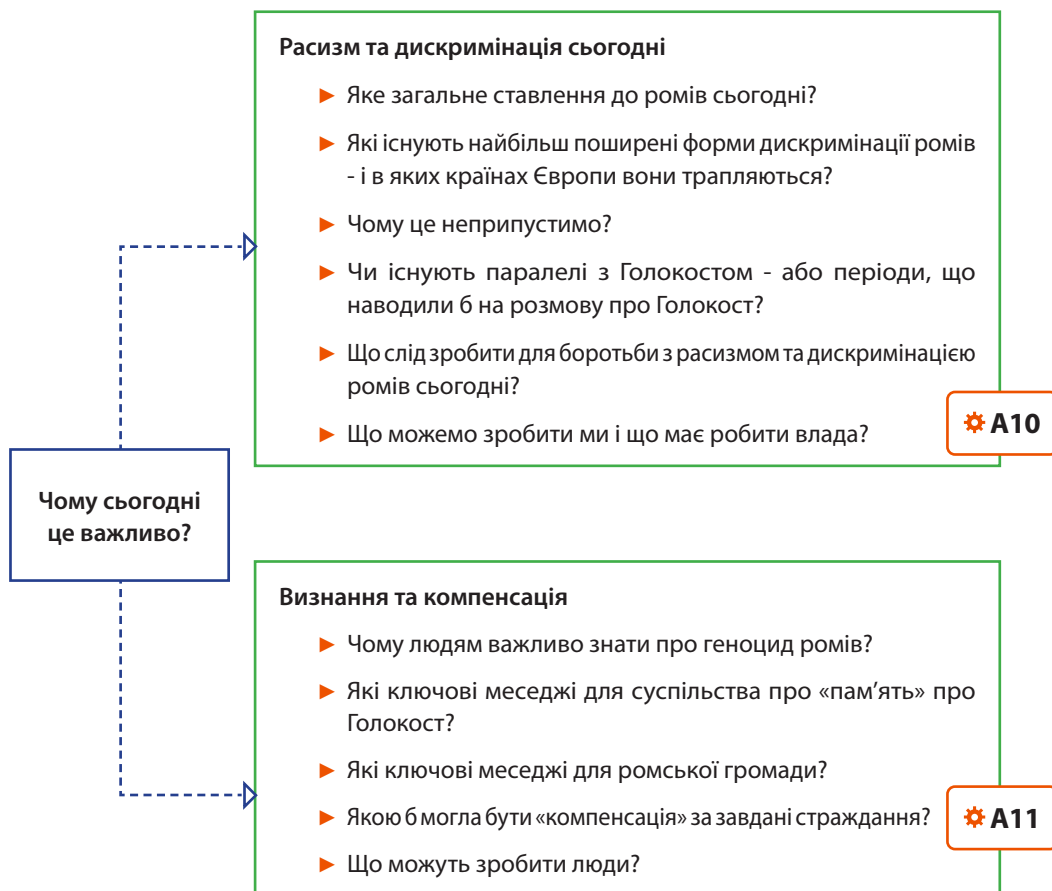 Расизм та дискримінація сьогодні
► Яке загальне ставлення до ромів сьогодні?
► Які існують найбільш поширені форми дискримінації ромів
- і в яких країнах Європи вони трапляються?
► Чому це неприпустимо?
► Чи існують паралелі з Голокостом - або періоди, що
наводили б на розмову про Голокост?
► Що слід зробити для боротьби з расизмом та дискримінацією
ромів сьогодні?
► Що можемо зробити ми і що має робити влада?
A10
Чому сьогодні
це важливо?
Визнання та компенсація
► Чому людям важливо знати про геноцид ромів?
► Які ключові меседжі для суспільства про «пам’ять» про
Голокост?
► Які ключові меседжі для ромської громади?
► Якою б могла бути «компенсація» за завдані страждання?
A11
► Що можуть зробити люди?